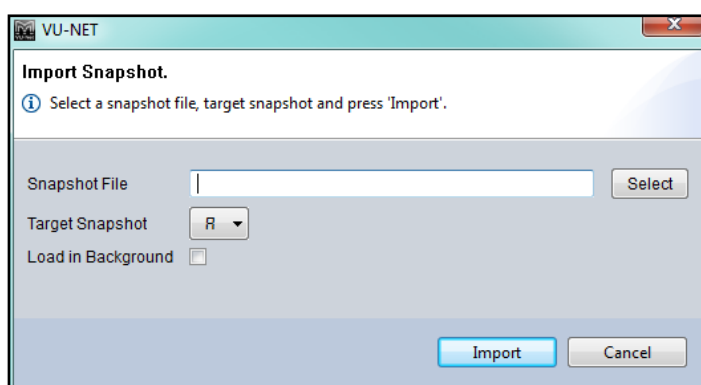 VU-NET
Import Snapshot.
Select a snapshot file, target snapshot and press 'Import'.
Snapshot File
Select
Target Snapshot A
Load in Background
Import Cancel